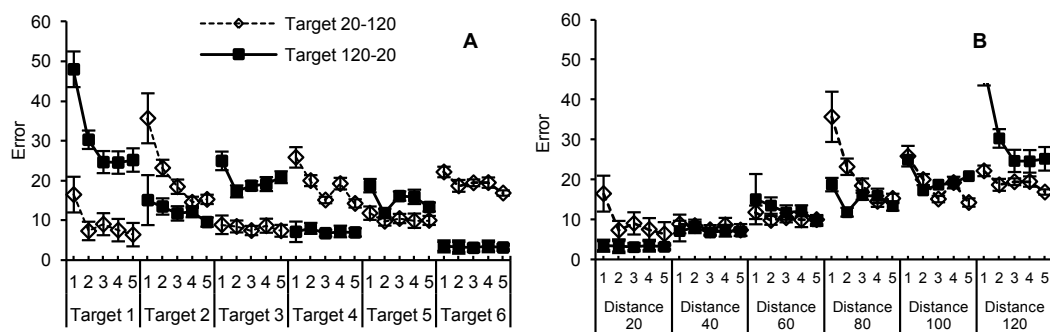 60
50
40
30
20
10
0
Error
Target 20-120
Target 120-20
A
1 2 3 4 5 1 2 3 4 5 1 2 3 4 5 1 2 3 4 5 1 2 3 4 5 1 2 3 4 5
Target 1 Target 2 Target 3 Target 4 Target 5 Target 6
60
50
40
30
20
10
0
Error
B
1 2 3 4 5 1 2 3 4 5 1 2 3 4 5 1 2 3 4 5 1 2 3 4 5 1 2 3 4 5
Distance Distance Distance Distance Distance Distance
20 40 60 80 100 120